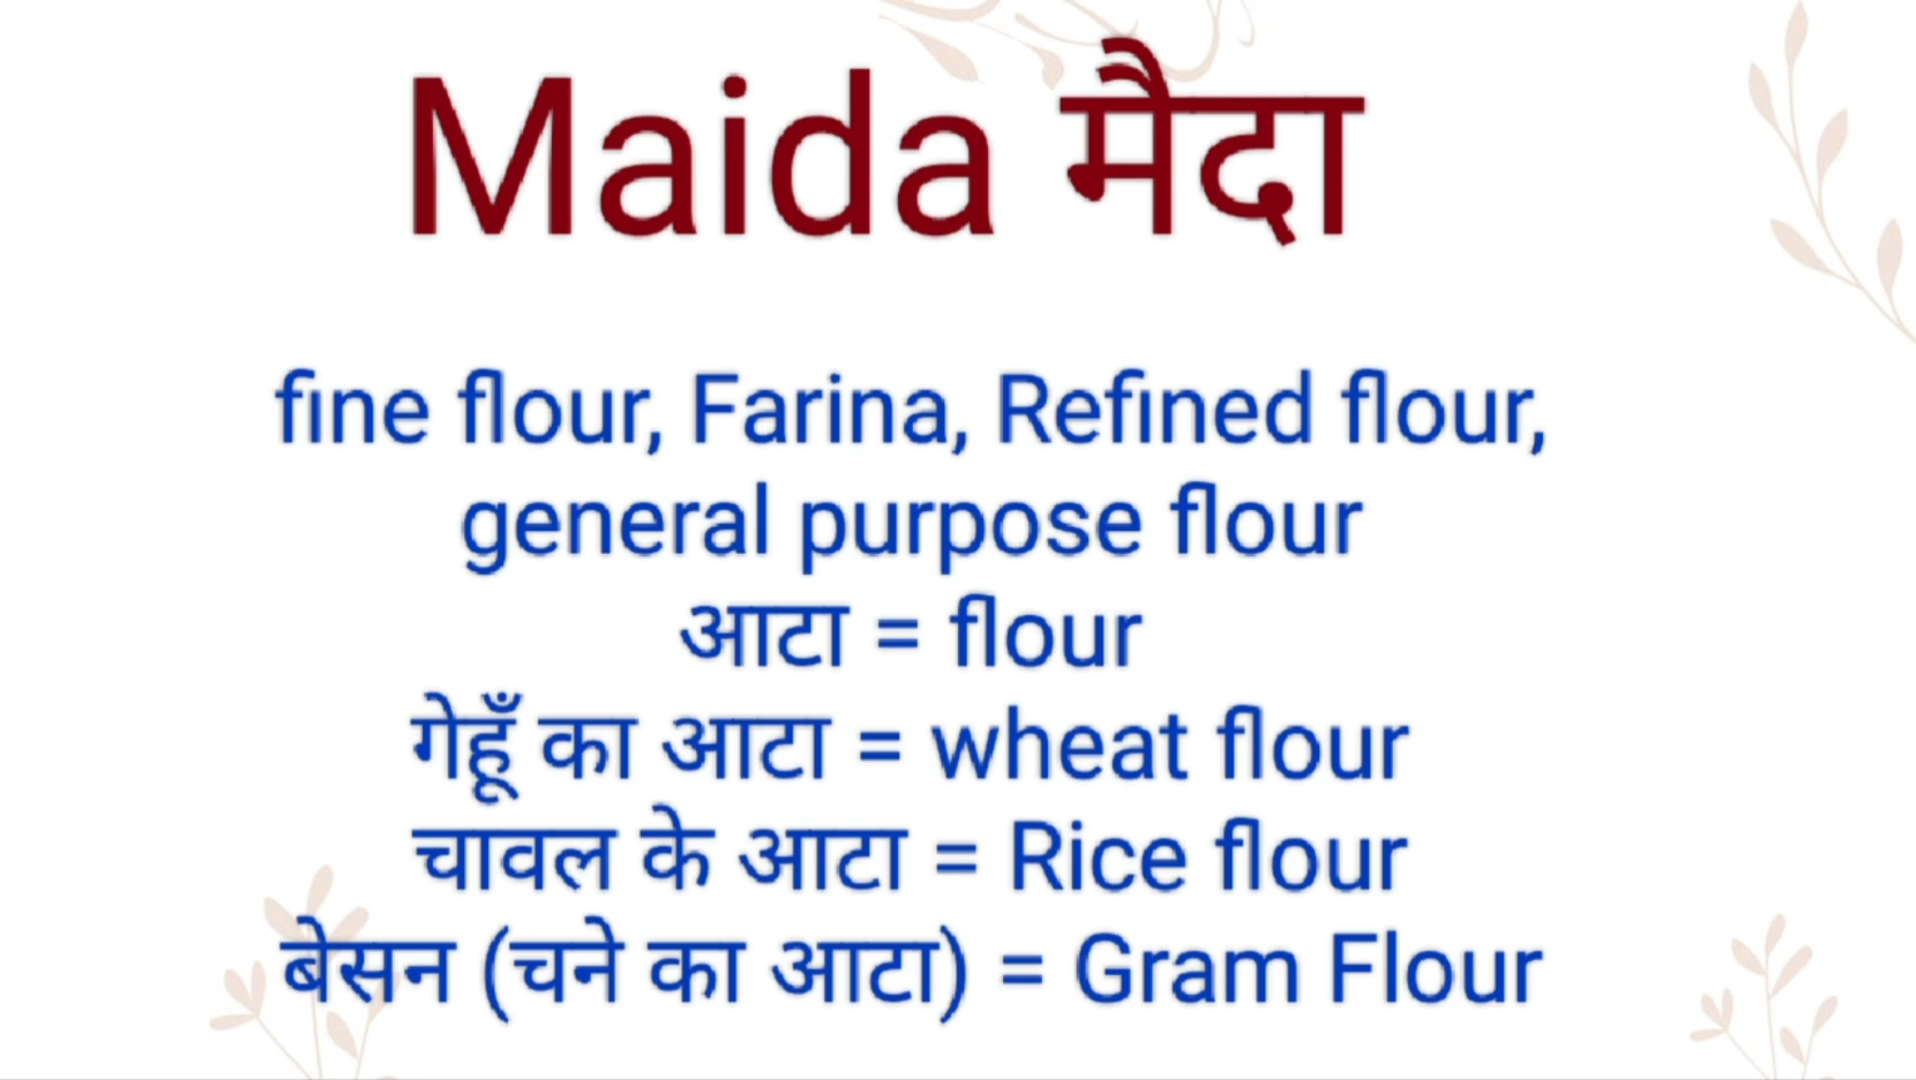 Maida मैदा
fine flour, Farina, Refined flour,
general purpose flour
आटा = flour
गेहूँ का आटा = wheat flour
चावल के आटा = Rice flour
बेसन (चने का आटा) = Gram Flour